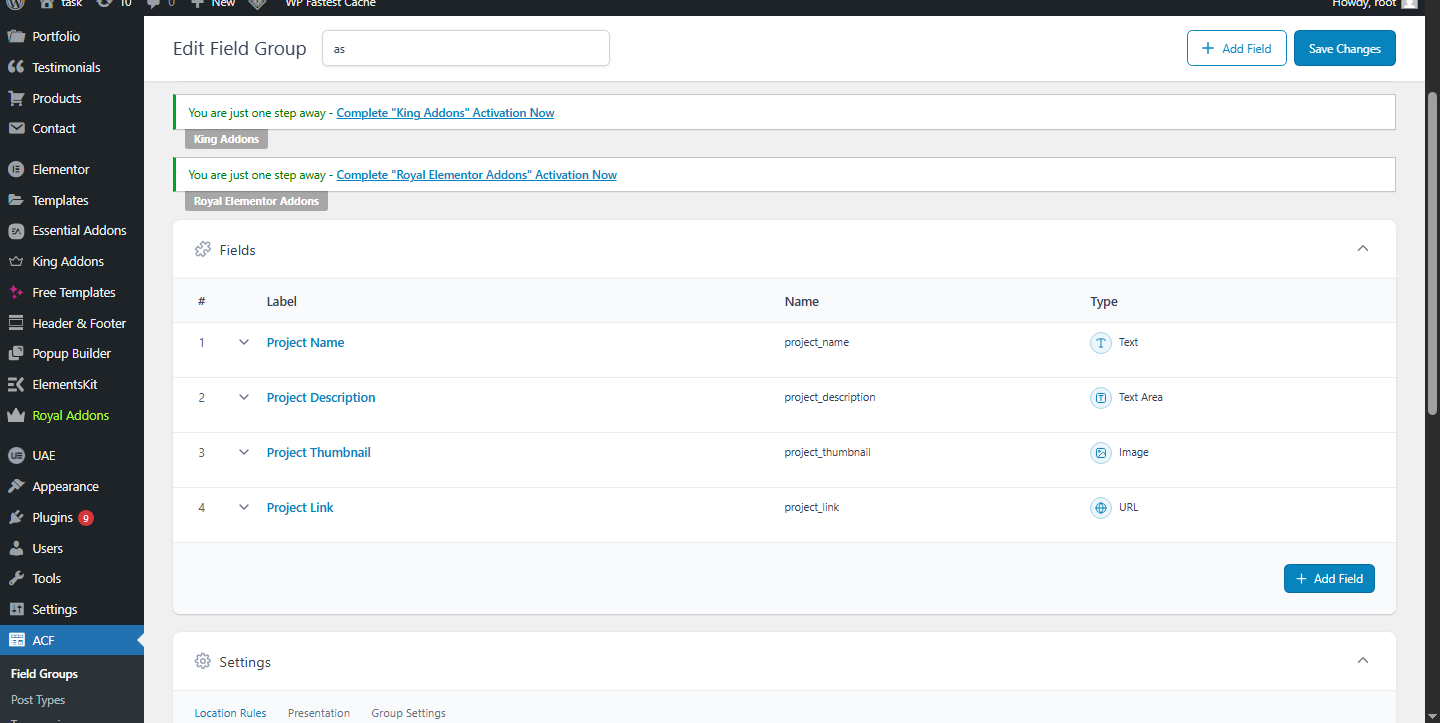 task
10
0
New
WP Fastest Cache
Howdy, root
Portfolio
Testimonials
Products
Contact
Elementor
Templates
Essential Addons
King Addons
Free Templates
Header & Footer
Popup Builder
ElementsKit
Royal Addons
UAE
Appearance
Plugins 9
Users
Tools
Settings
ACF
Field Groups
Post Types
Edit Field Group
as
Add Field
Save Changes
You are just one step away - Complete "King Addons" Activation Now
King Addons
You are just one step away - Complete "Royal Elementor Addons" Activation Now
Royal Elementor Addons
Fields
# Label Name Type
1 Project Name project_name Text
2 Project Description project_description Text Area
3 Project Thumbnail project_thumbnail Image
4 Project Link project_link URL
Add Field
Settings
Location Rules Presentation Group Settings